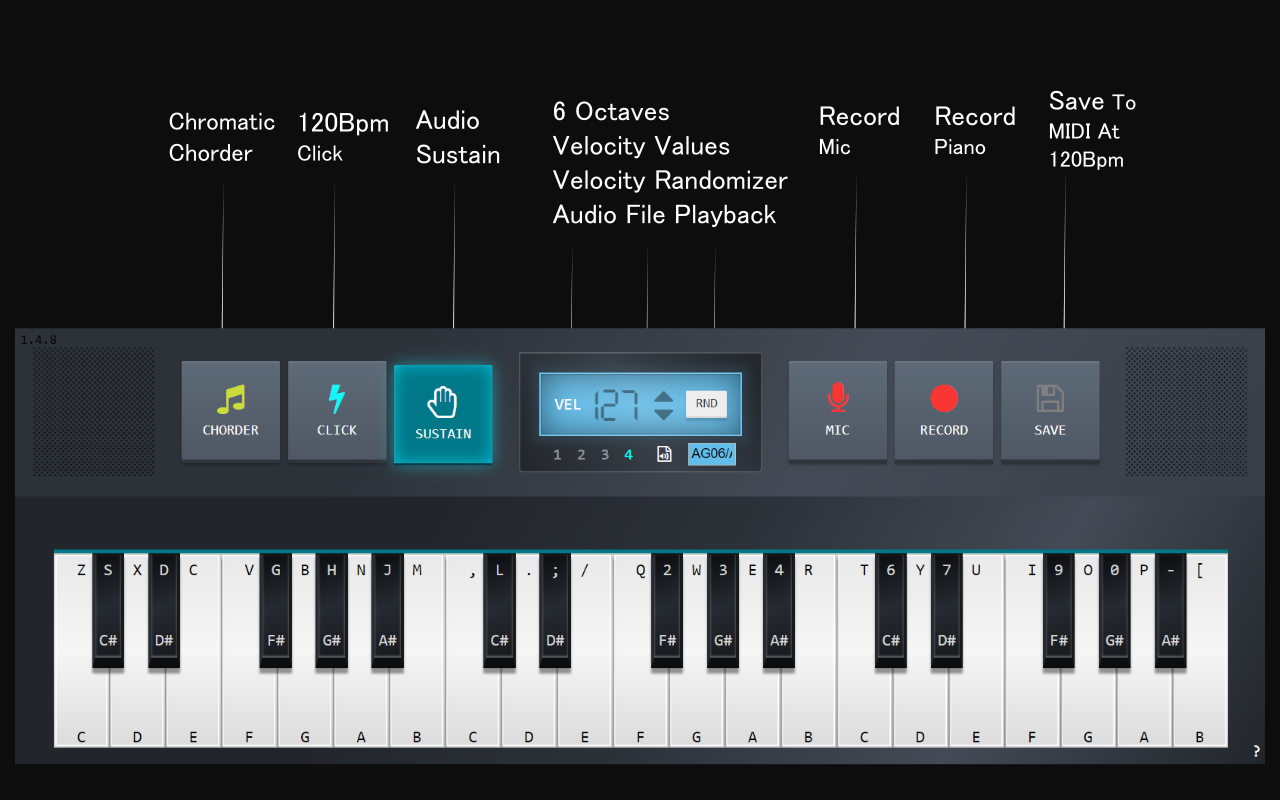 Chromatic
Chorder
120Bpm
Click
Audio
Sustain
6 Octaves
Velocity Values
Velocity Randomizer
Audio File Playback
Record
Mic
Record
Piano
Save To
MIDI At
120Bpm
1.4.8
CHORDER
CLICK
SUSTAIN
VEL 127 RND
1 2 3 4 AG06/
MIC
RECORD
SAVE
Z S X D C V G B H N J M , L . ; / Q 2 W 3 E 4 R T 6 Y 7 U I 9 O 0 P - [
C# D# F# G# A# C# D# F# G# A# C# D# F# G# A#
C D E F G A B C D E F G A B C D E F G A B
?